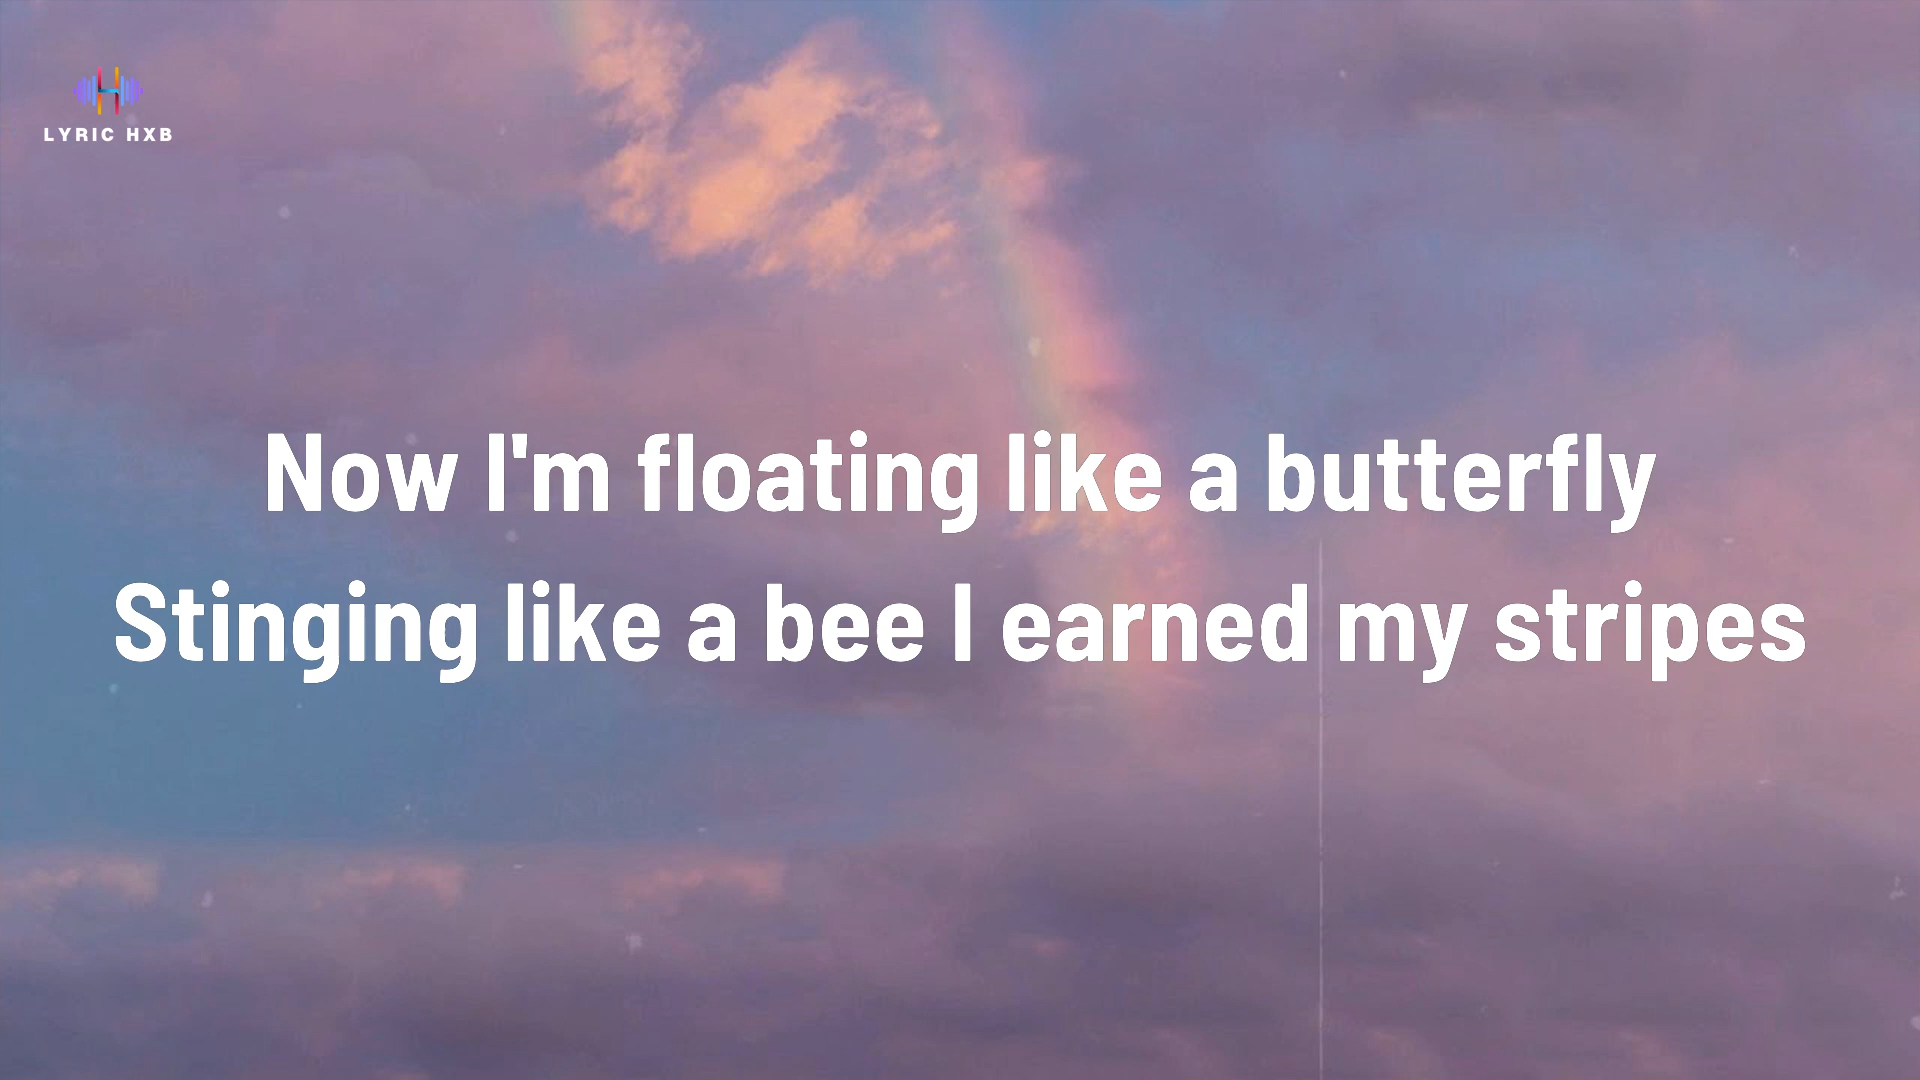 LYRIC HXB
Now I'm floating like a butterfly
Stinging like a bee I earned my stripes